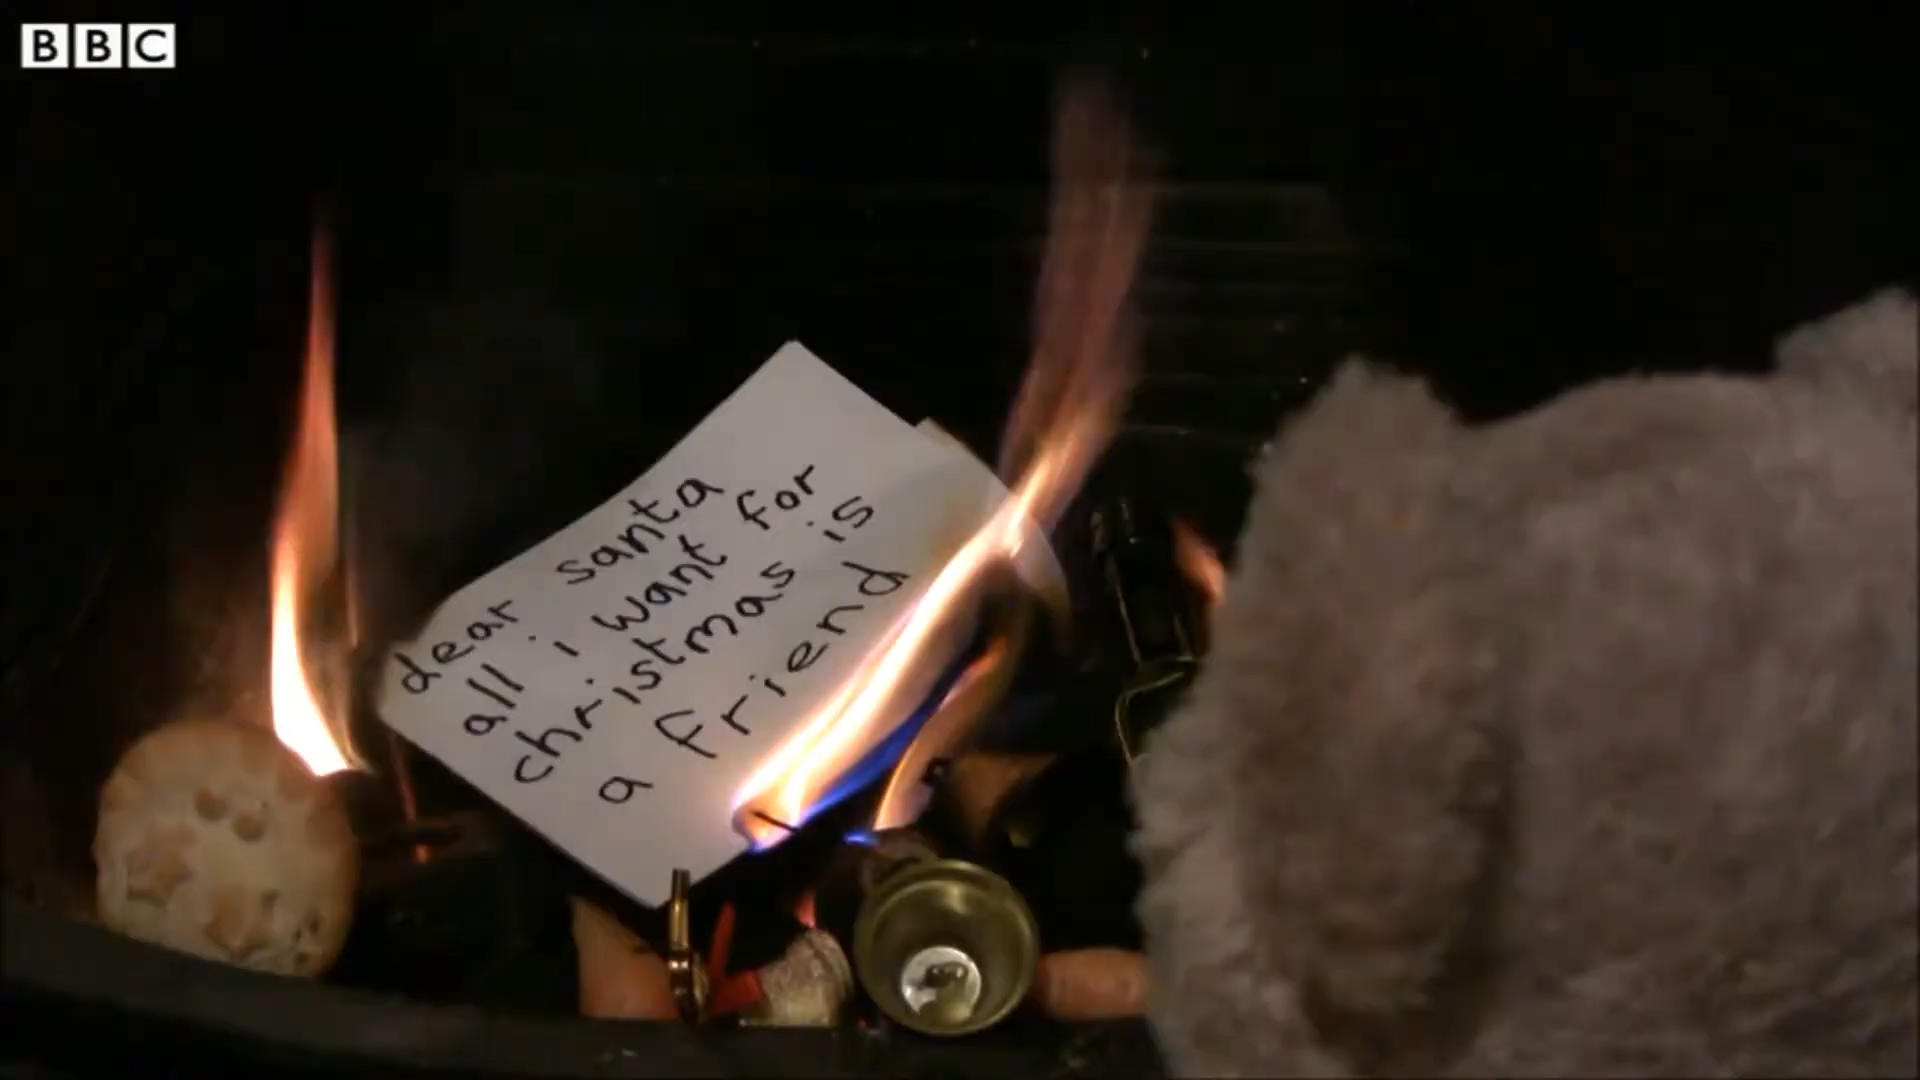 BBC
dear santa
all i want for
christmas is
a friend